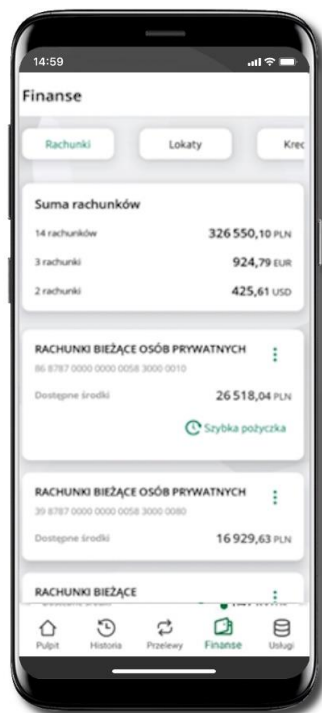 14:59
Finanse
Rachunki Lokaty Kred
Suma rachunków
14 rachunków 326 550,10 PLN
3 rachunki 924,79 EUR
2 rachunki 425,61 USD
RACHUNKI BIEŻĄCE OSÓB PRYWATNYCH
86 8787 0000 0000 0058 3000 0010
Dostępne środki 26 518,04 PLN
Szybka pożyczka
RACHUNKI BIEŻĄCE OSÓB PRYWATNYCH
39 8787 0000 0000 0058 3000 0080
Dostępne środki 16 929,63 PLN
RACHUNKI BIEŻĄCE
Pulpit Historia Przelewy Finanse Usługi